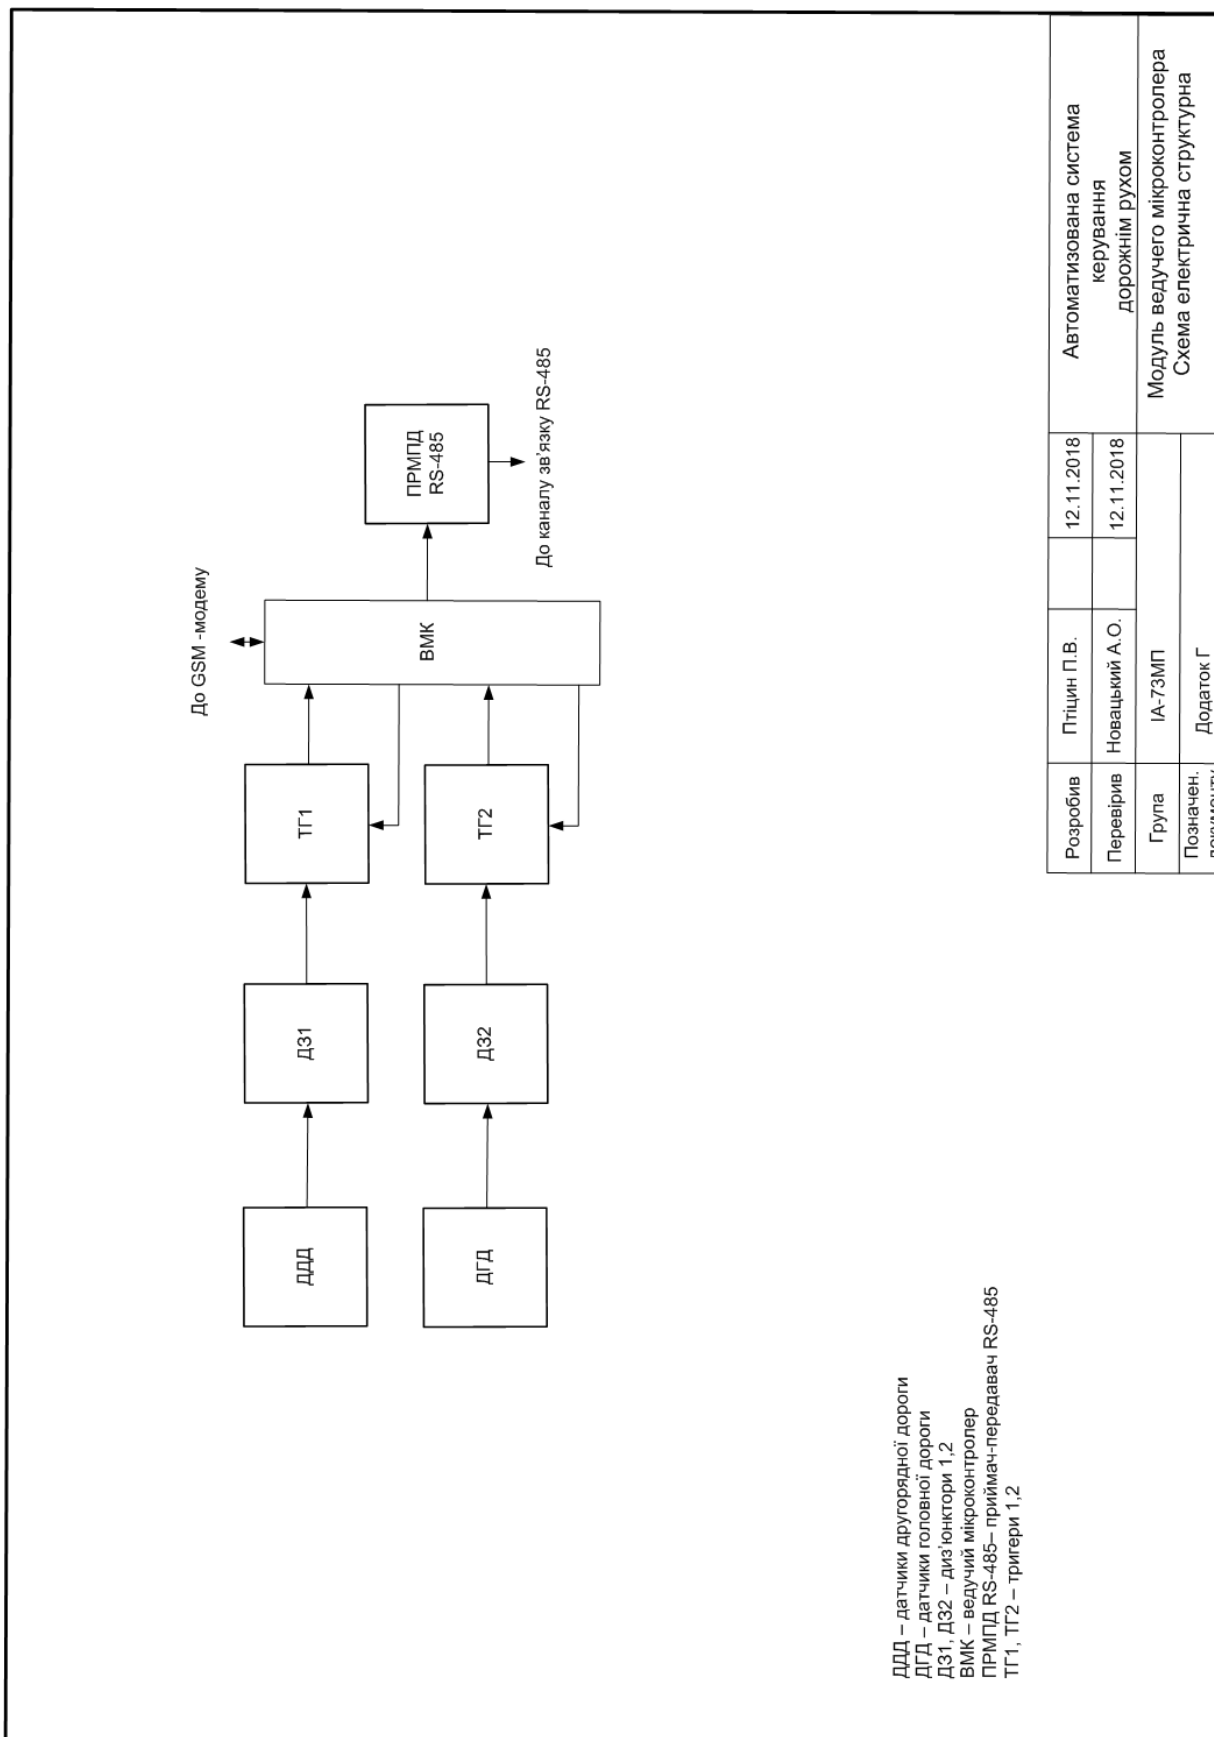 До GSM -модему
ДДД
ДЗ1
ТГ1
ВМК
ПРМПД
RS-485
ДГД
ДЗ2
ТГ2
До каналу зв'язку RS-485
ДДД – датчики другорядної дороги
ДГД – датчики головної дороги
ДЗ1, ДЗ2 – диз'юнктори 1,2
ВМК – ведучий мікроконтролер
ПРМПД RS-485– приймач-передавач RS-485
ТГ1, ТГ2 – тригери 1,2
Розробив Птіцин П.В. 12.11.2018
Перевірив Новацький А.О. 12.11.2018
Автоматизована система
керування
дорожнім рухом
Група ІА-73МП
Модуль ведучого мікроконтролера
Схема електрична структурна
Позначен. Додаток Г
документу